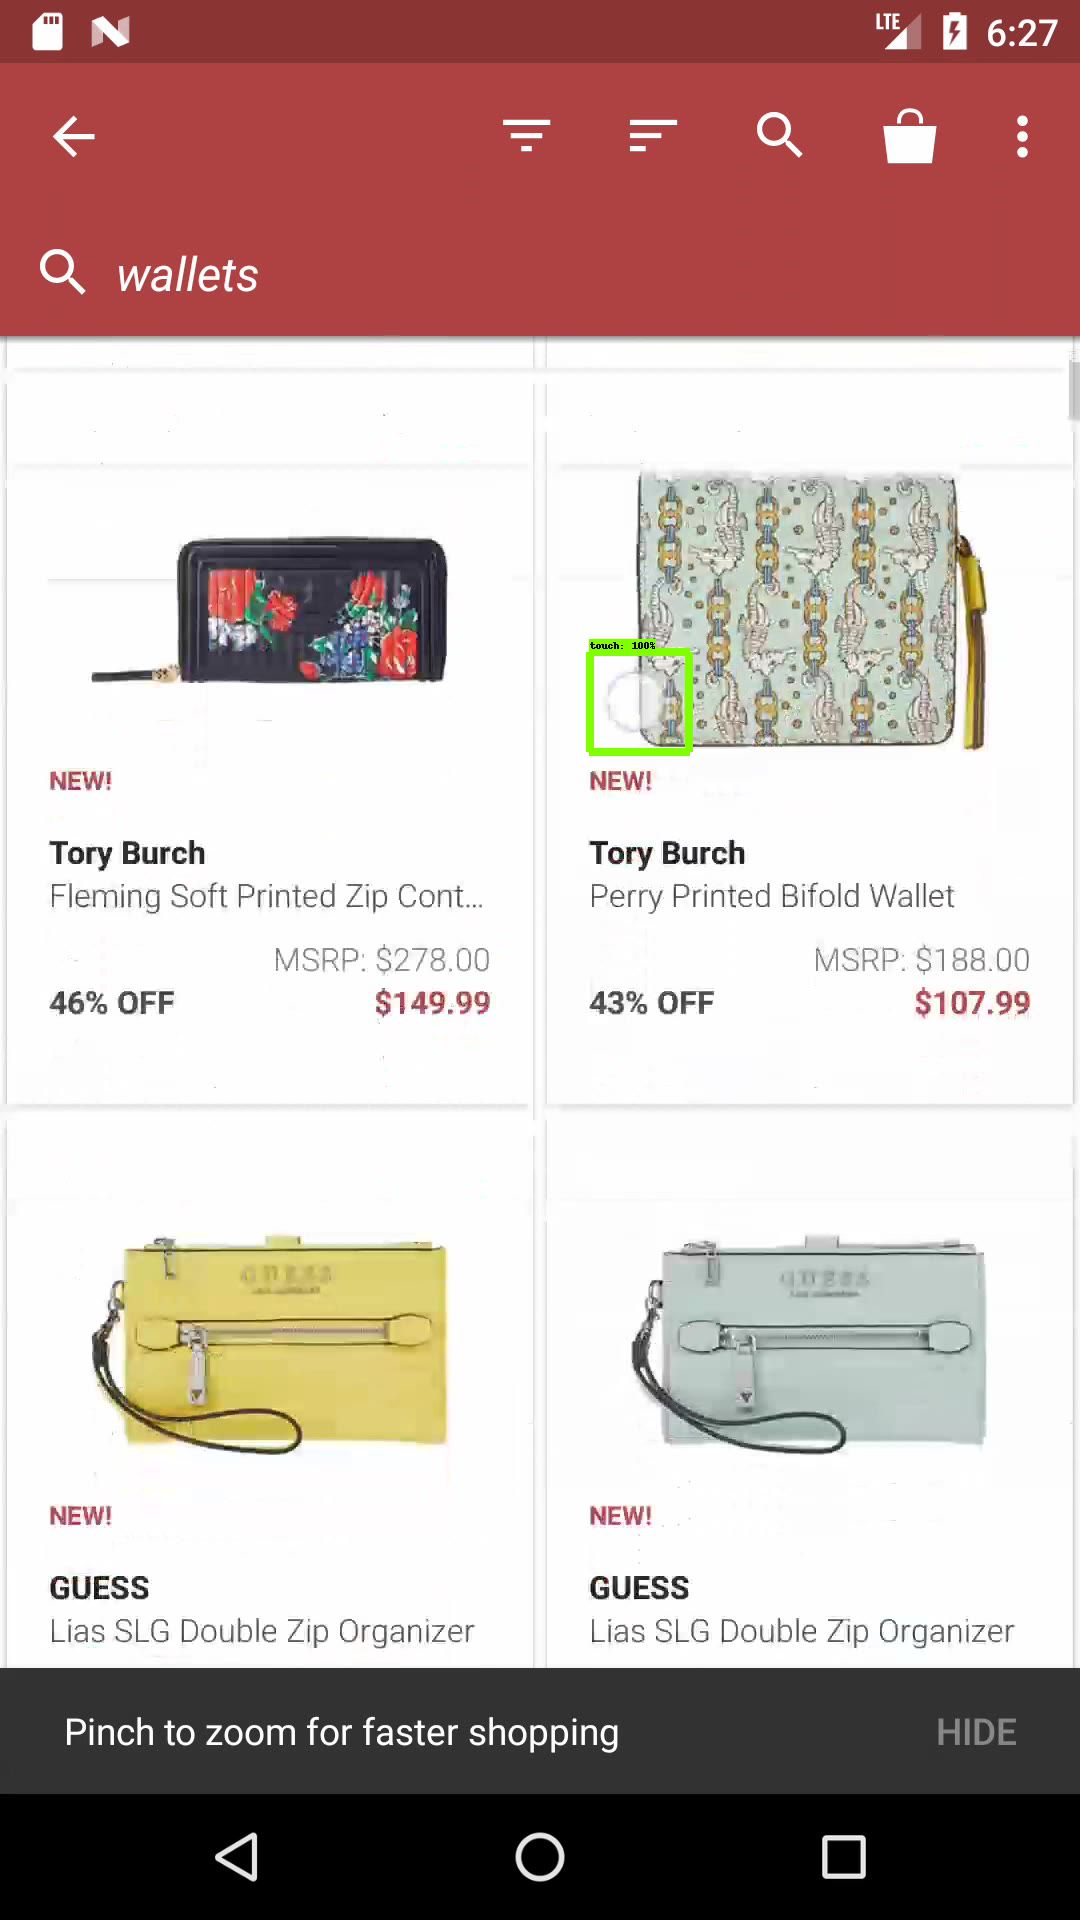 LTE 6:27
wallets
touch: 100%
NEW! NEW!
Tory Burch Tory Burch
Fleming Soft Printed Zip Cont... Perry Printed Bifold Wallet
MSRP: $278.00 MSRP: $188.00
46% OFF $149.99 43% OFF $107.99
GUESS GUESS
NEW! NEW!
GUESS GUESS
Lias SLG Double Zip Organizer Lias SLG Double Zip Organizer
Pinch to zoom for faster shopping HIDE